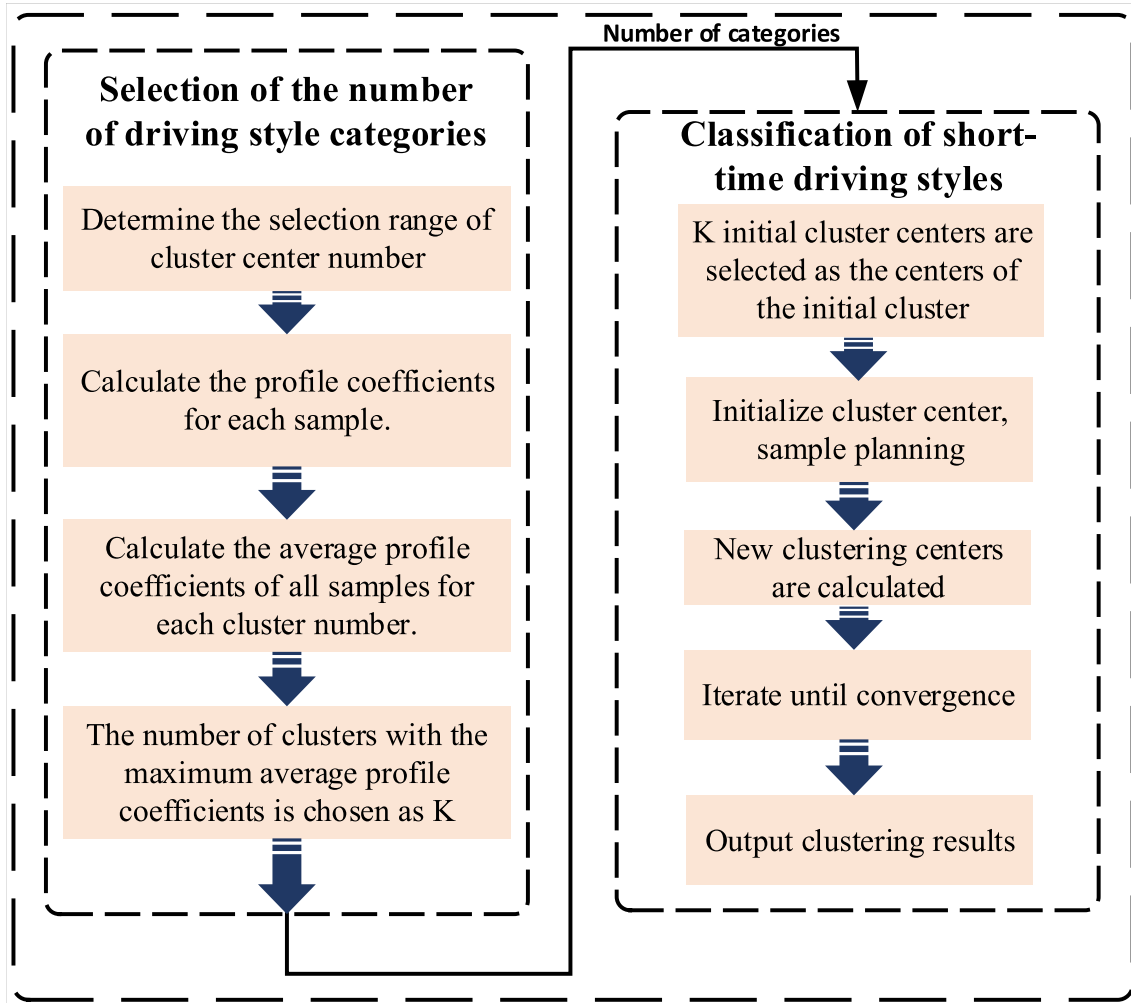 Number of categories
Selection of the number
of driving style categories
Determine the selection range of
cluster center number
Calculate the profile coefficients
for each sample.
Calculate the average profile
coefficients of all samples for
each cluster number.
The number of clusters with the
maximum average profile
coefficients is chosen as K
Classification of short-
time driving styles
K initial cluster centers are
selected as the centers of
the initial cluster
Initialize cluster center,
sample planning
New clustering centers
are calculated
Iterate until convergence
Output clustering results